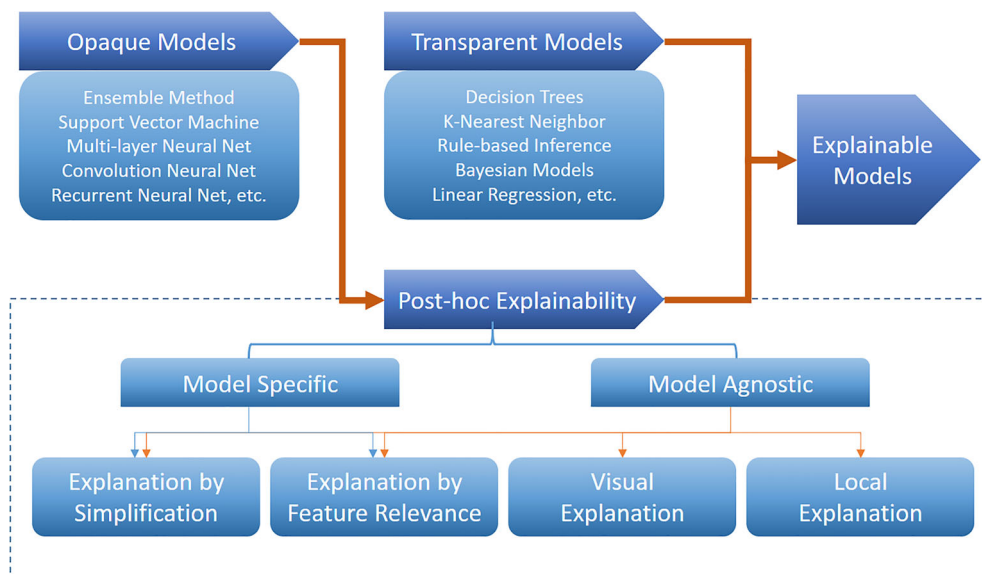 Opaque Models
Ensemble Method
Support Vector Machine
Multi-layer Neural Net
Convolution Neural Net
Recurrent Neural Net, etc.
Transparent Models
Decision Trees
K-Nearest Neighbor
Rule-based Inference
Bayesian Models
Linear Regression, etc.
Explainable
Models
Post-hoc Explainability
Model Specific
Model Agnostic
Explanation by
Simplification
Explanation by
Feature Relevance
Visual
Explanation
Local
Explanation